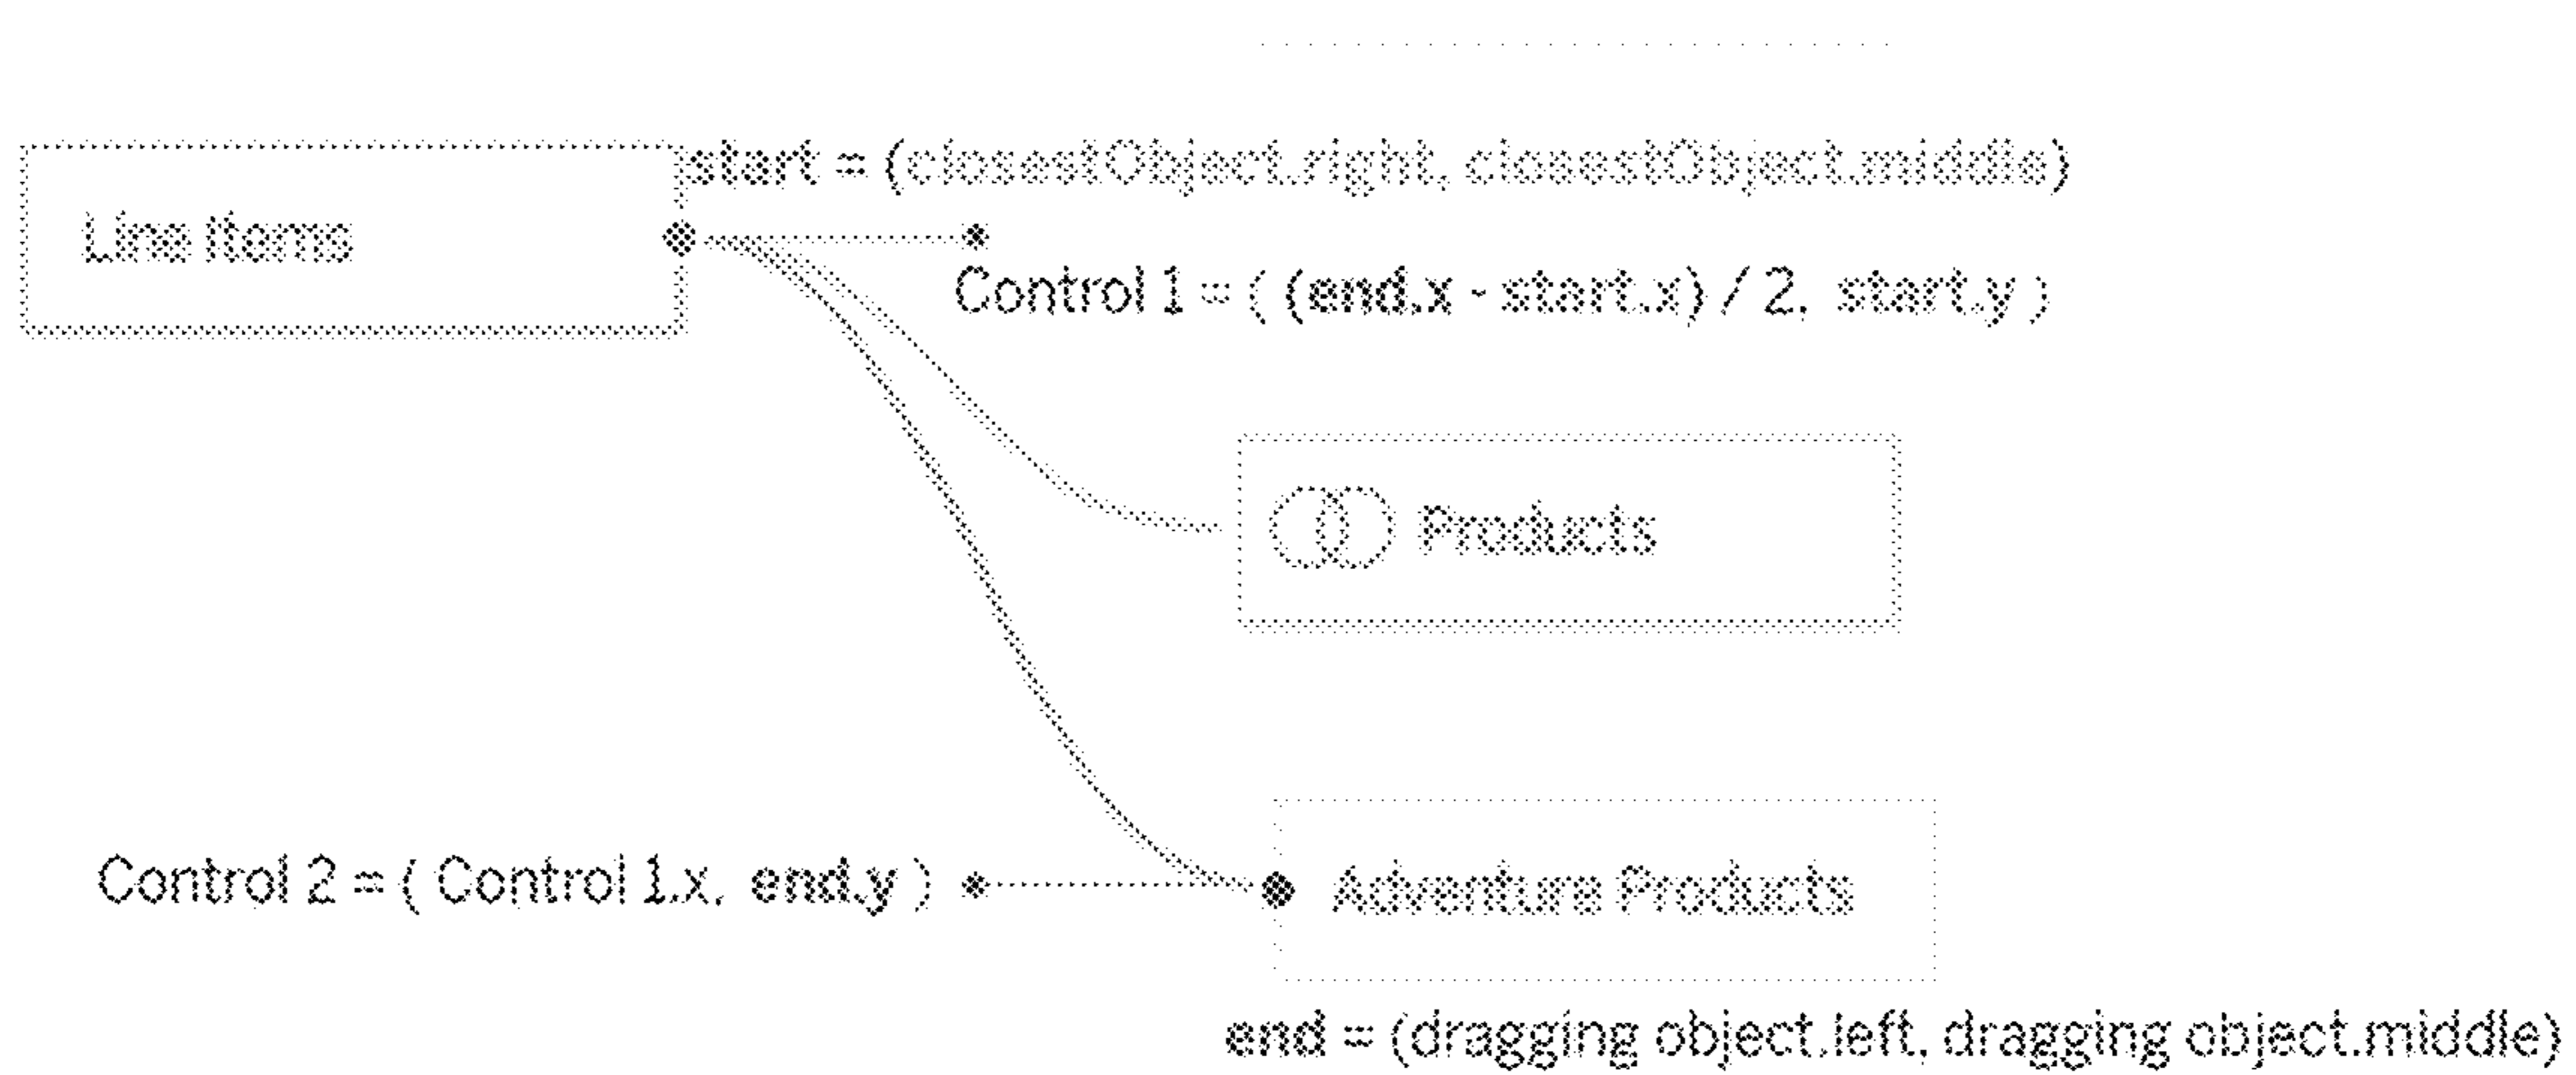 start = (closestObject.right, closestObject.middle)
Line Items
Control 1 = ( (end.x - start.x) / 2, start.y )
Products
Control 2 = ( Control 1.x, end.y )
Adventure Products
end = (dragging object.left, dragging object.middle)